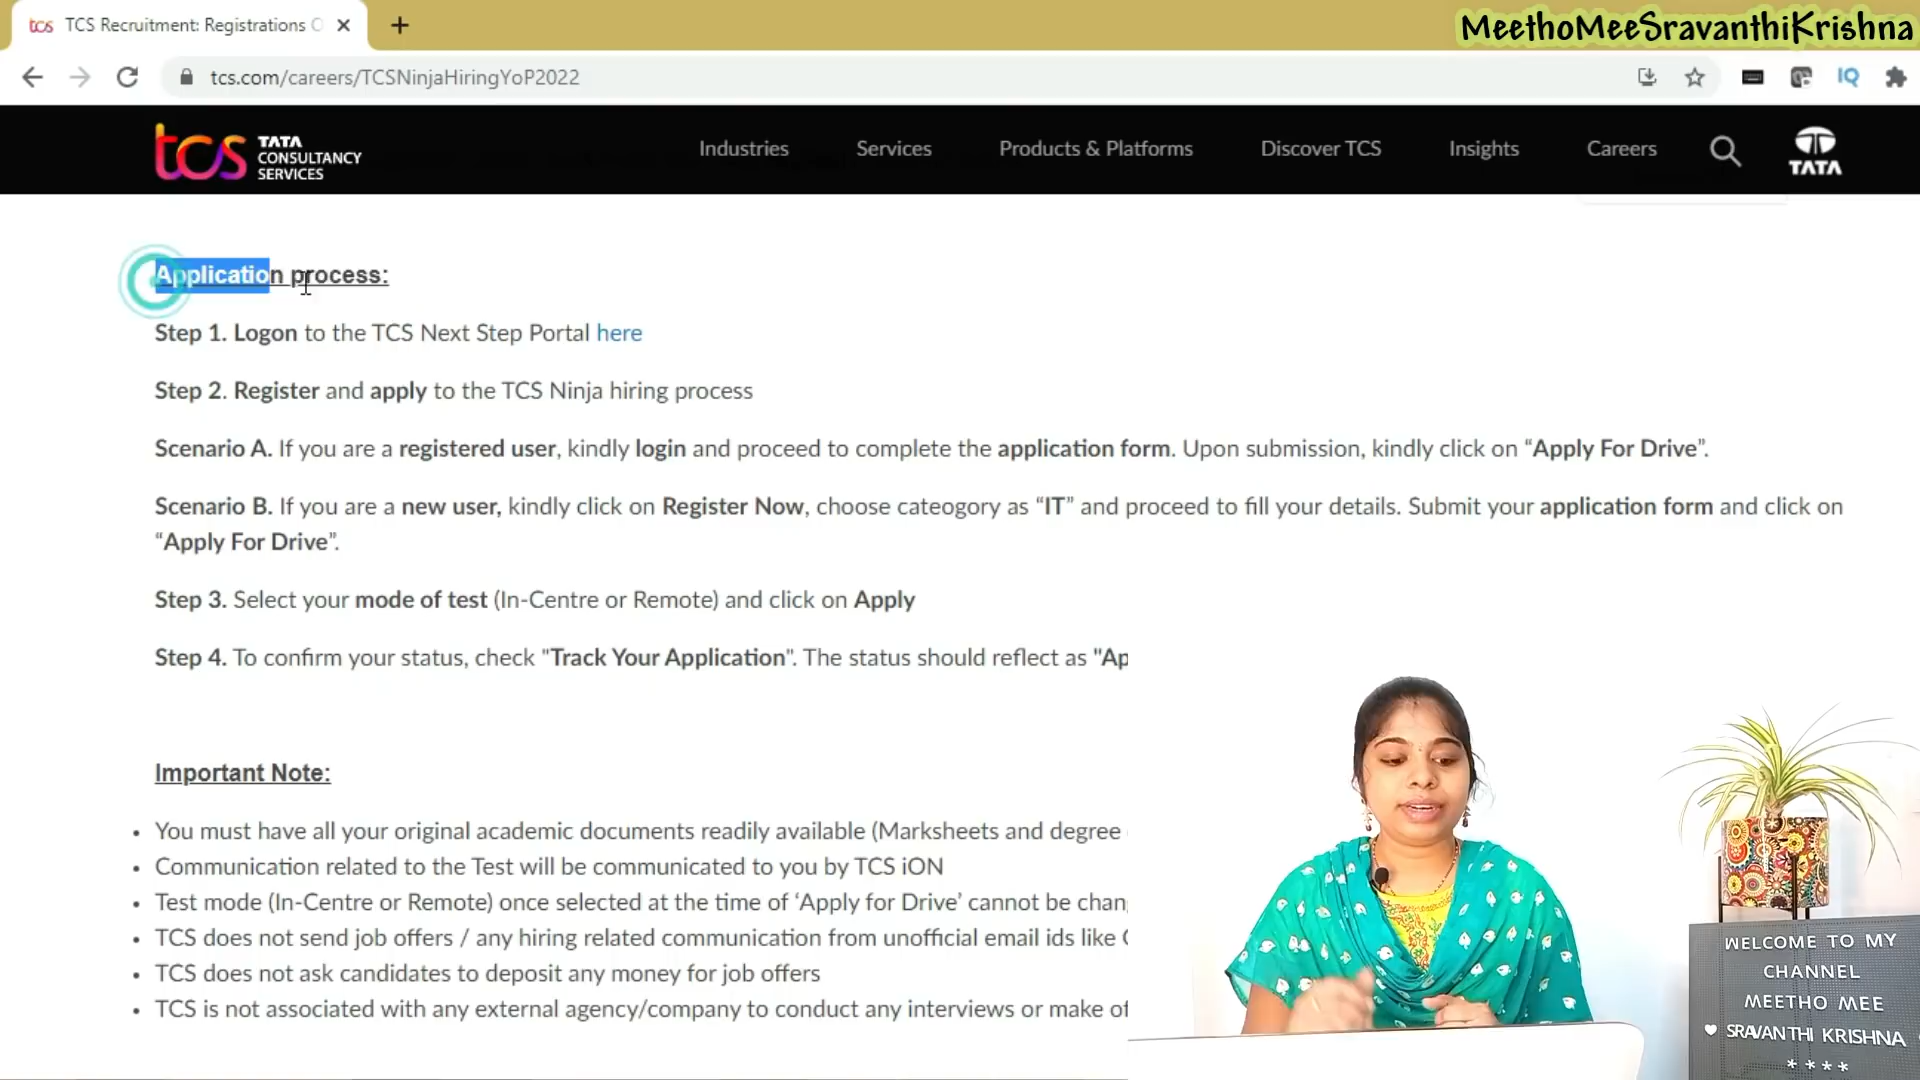 MeethoMeeSravanthiKrishna
tcs TCS Recruitment: Registrations O
tcs.com/careers/TCSNinjaHiringYoP2022
IQ
tcs TATA CONSULTANCY SERVICES
Industries Services Products & Platforms Discover TCS Insights Careers TATA
Application process:
Step 1. Logon to the TCS Next Step Portal here
Step 2. Register and apply to the TCS Ninja hiring process
Scenario A. If you are a registered user, kindly login and proceed to complete the application form. Upon submission, kindly click on “Apply For Drive”.
Scenario B. If you are a new user, kindly click on Register Now, choose cateogory as “IT” and proceed to fill your details. Submit your application form and click on
“Apply For Drive”.
Step 3. Select your mode of test (In-Centre or Remote) and click on Apply
Step 4. To confirm your status, check "Track Your Application". The status should reflect as "Ap
Important Note:
• You must have all your original academic documents readily available (Marksheets and degree
• Communication related to the Test will be communicated to you by TCS iON
• Test mode (In-Centre or Remote) once selected at the time of ‘Apply for Drive’ cannot be chan
• TCS does not send job offers / any hiring related communication from unofficial email ids like
• TCS does not ask candidates to deposit any money for job offers
• TCS is not associated with any external agency/company to conduct any interviews or make of
WELCOME TO MY
CHANNEL
MEETHO MEE
♥ SRAVANTHI KRISHNA
* * * *